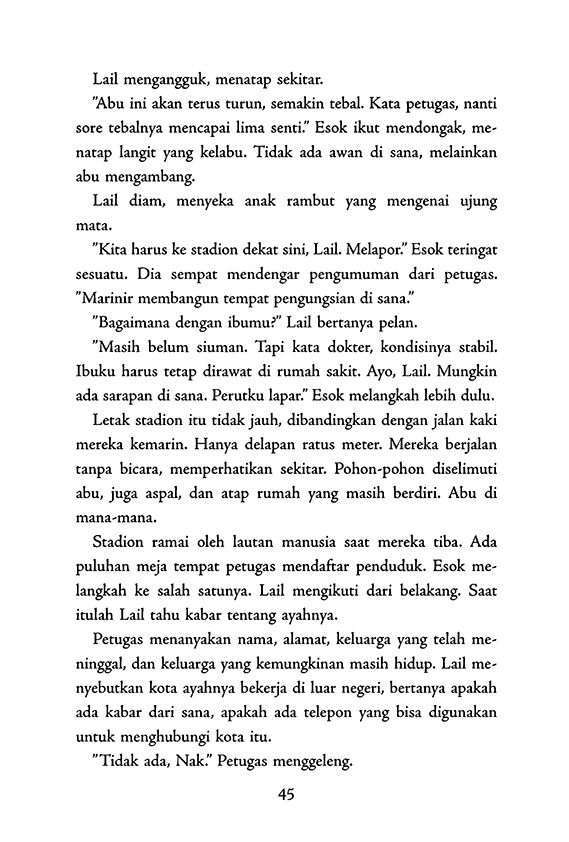 Lail mengangguk, menatap sekitar.
"Abu ini akan terus turun, semakin tebal. Kata petugas, nanti
sore tebalnya mencapai lima senti." Esok ikut mendongak, me-
natap langit yang kelabu. Tidak ada awan di sana, melainkan
abu mengambang.
Lail diam, menyeka anak rambut yang mengenai ujung
mata.
"Kita harus ke stadion dekat sini, Lail. Melapor." Esok teringat
sesuatu. Dia sempat mendengar pengumuman dari petugas.
"Marinir membangun tempat pengungsian di sana."
"Bagaimana dengan ibumu?" Lail bertanya pelan.
"Masih belum siuman. Tapi kata dokter, kondisinya stabil.
Ibuku harus tetap dirawat di rumah sakit. Ayo, Lail. Mungkin
ada sarapan di sana. Perutku lapar." Esok melangkah lebih dulu.
Letak stadion itu tidak jauh, dibandingkan dengan jalan kaki
mereka kemarin. Hanya delapan ratus meter. Mereka berjalan
tanpa bicara, memperhatikan sekitar. Pohon-pohon diselimuti
abu, juga aspal, dan atap rumah yang masih berdiri. Abu di
mana-mana.
Stadion ramai oleh lautan manusia saat mereka tiba. Ada
puluhan meja tempat petugas mendaftar penduduk. Esok me-
langkah ke salah satunya. Lail mengikuti dari belakang. Saat
itulah Lail tahu kabar tentang ayahnya.
Petugas menanyakan nama, alamat, keluarga yang telah me-
ninggal, dan keluarga yang kemungkinan masih hidup. Lail me-
nyebutkan kota ayahnya bekerja di luar negeri, bertanya apakah
ada kabar dari sana, apakah ada telepon yang bisa digunakan
untuk menghubungi kota itu.
"Tidak ada, Nak." Petugas menggeleng.
45